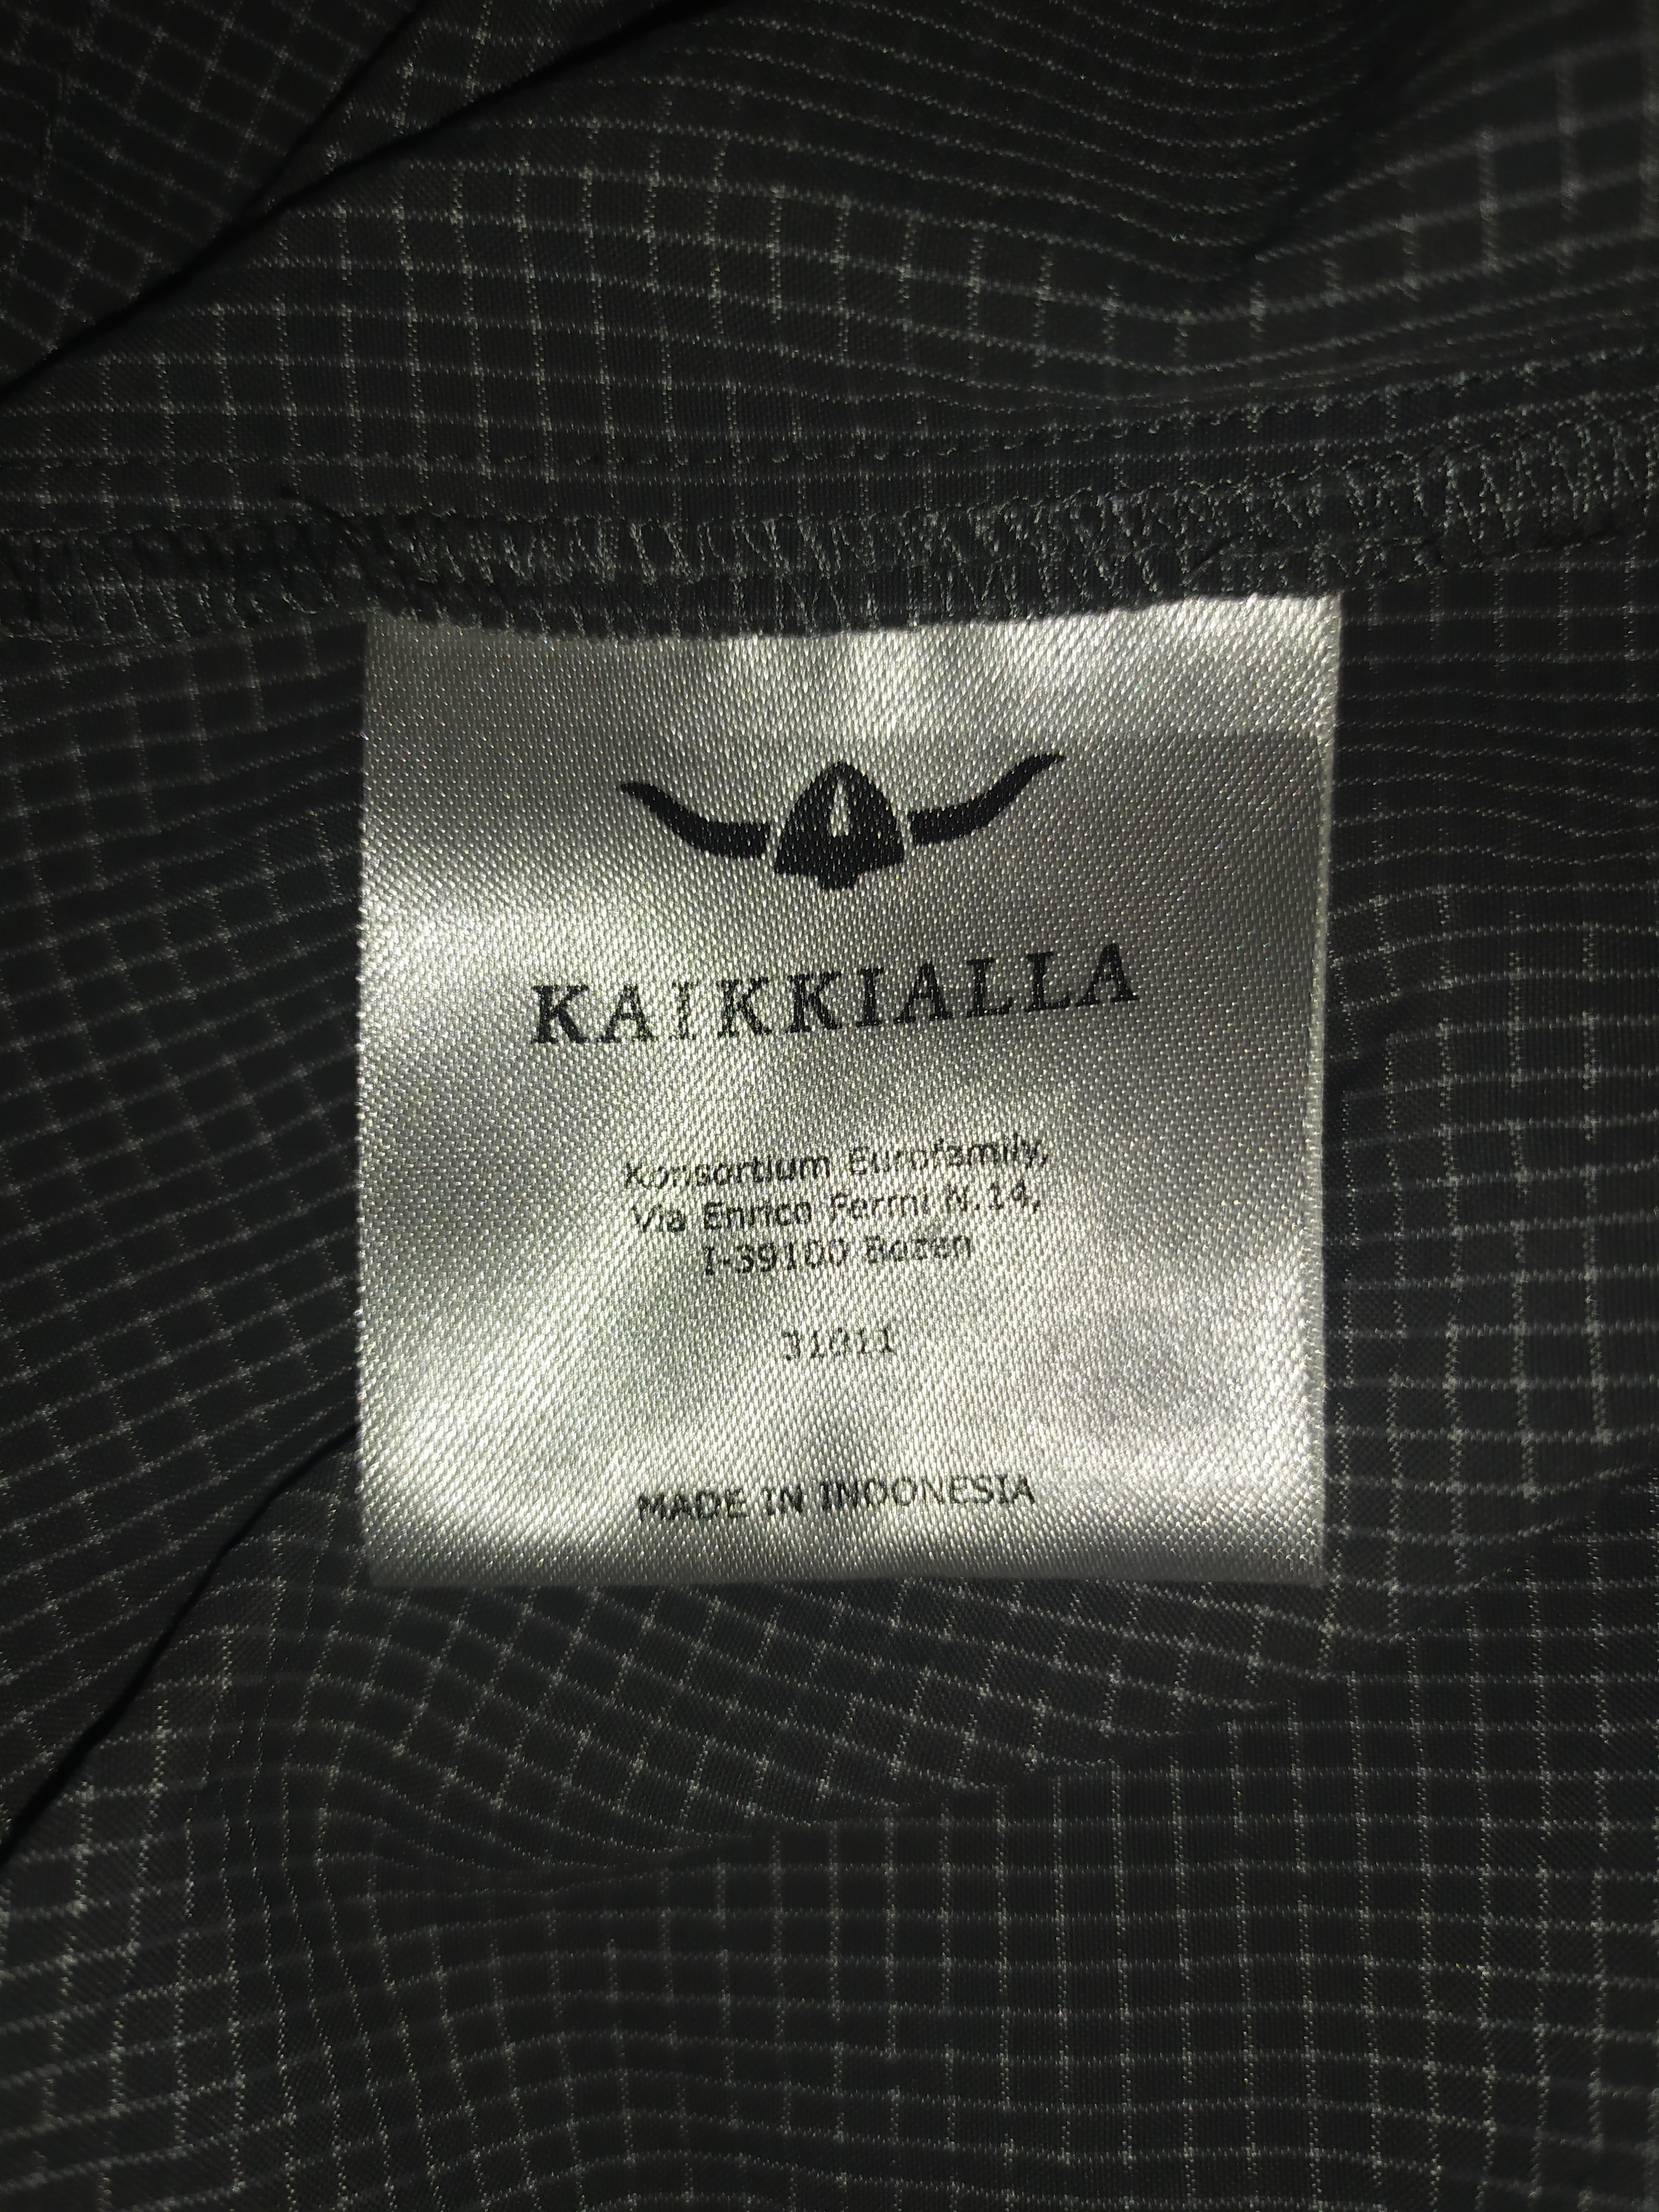 KAIKKIALLA
Konsortium Eurofamily,
Via Enrico Fermi N.14,
I-39100 Bozen
31011
MADE IN INDONESIA